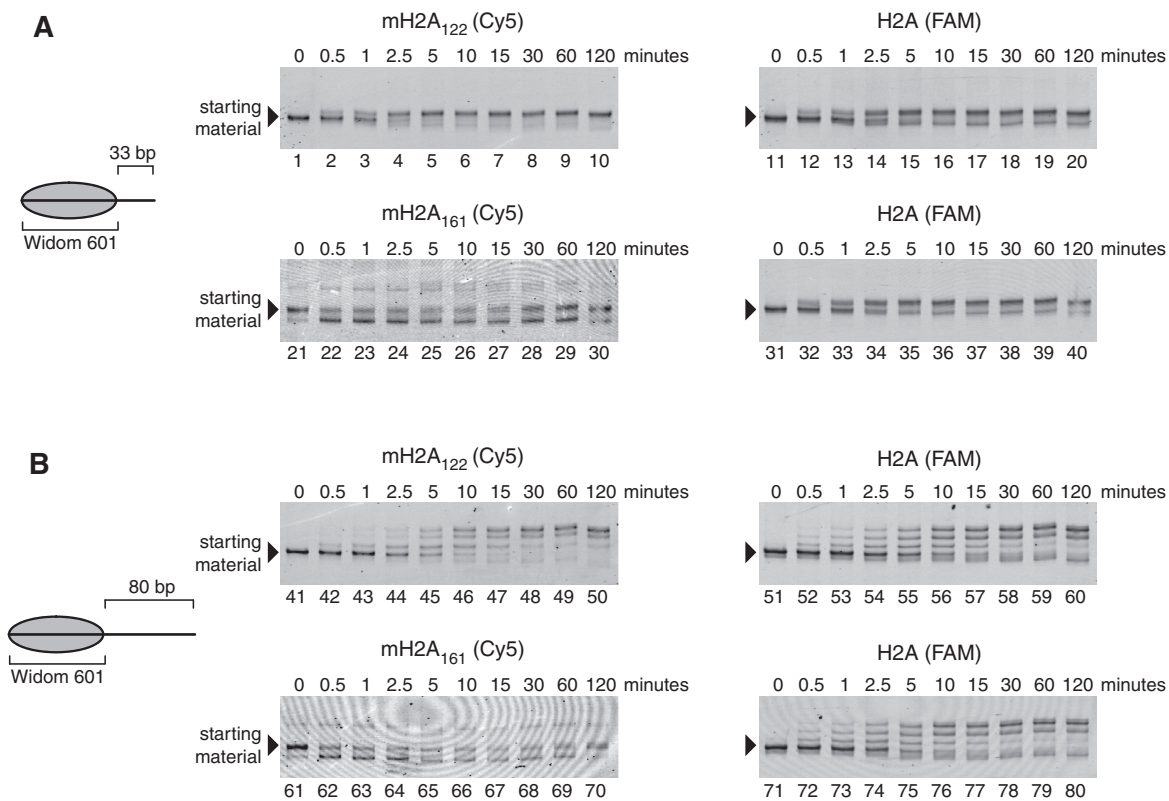 A
mH2A122 (Cy5)
H2A (FAM)
0 0.5 1 2.5 5 10 15 30 60 120 minutes
0 0.5 1 2.5 5 10 15 30 60 120 minutes
starting
material
1 2 3 4 5 6 7 8 9 10
11 12 13 14 15 16 17 18 19 20
33 bp
Widom 601
mH2A161 (Cy5)
H2A (FAM)
0 0.5 1 2.5 5 10 15 30 60 120 minutes
0 0.5 1 2.5 5 10 15 30 60 120 minutes
starting
material
21 22 23 24 25 26 27 28 29 30
31 32 33 34 35 36 37 38 39 40
B
mH2A122 (Cy5)
H2A (FAM)
0 0.5 1 2.5 5 10 15 30 60 120 minutes
0 0.5 1 2.5 5 10 15 30 60 120 minutes
starting
material
41 42 43 44 45 46 47 48 49 50
51 52 53 54 55 56 57 58 59 60
80 bp
Widom 601
mH2A161 (Cy5)
H2A (FAM)
0 0.5 1 2.5 5 10 15 30 60 120 minutes
0 0.5 1 2.5 5 10 15 30 60 120 minutes
starting
material
61 62 63 64 65 66 67 68 69 70
71 72 73 74 75 76 77 78 79 80